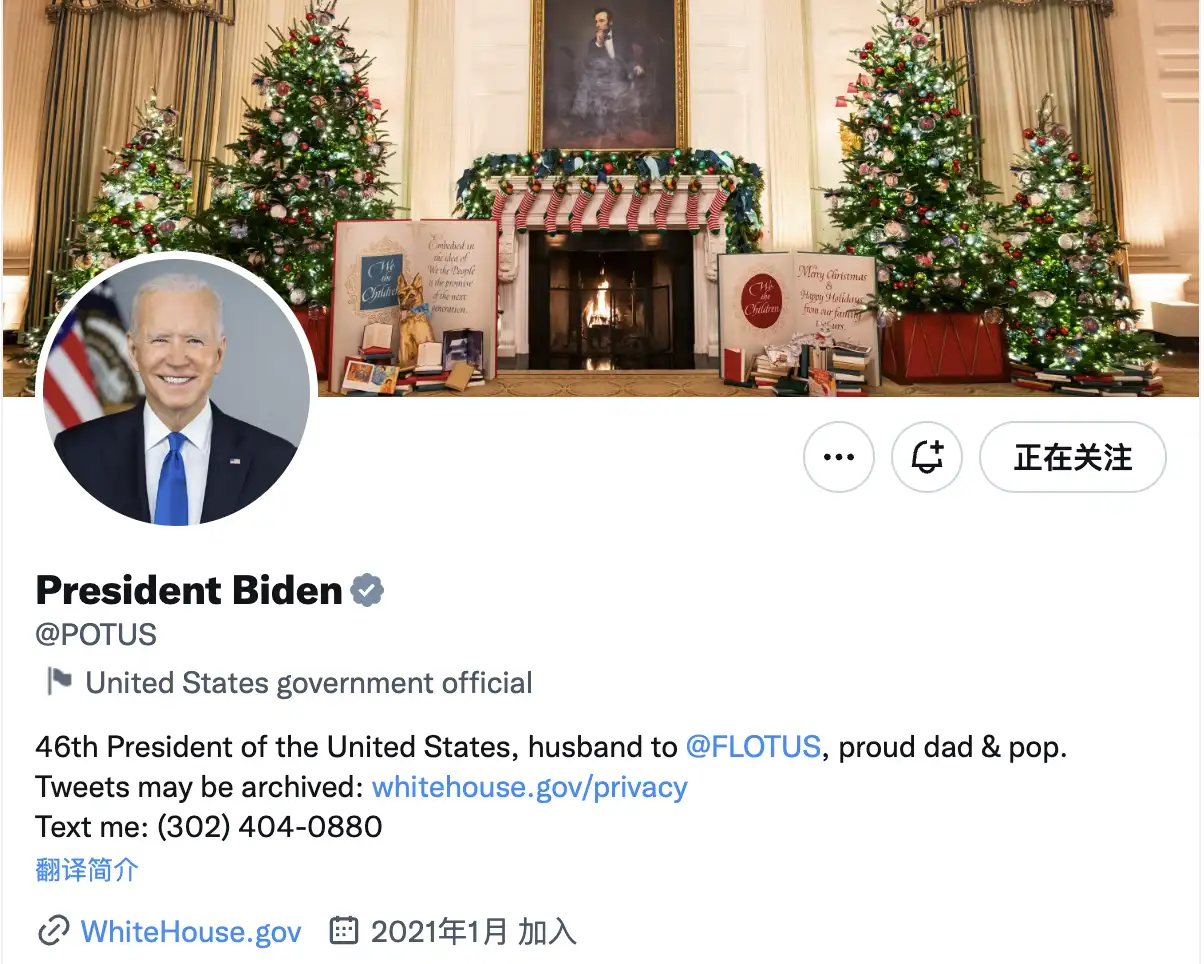 Embodied in
the idea of
We the People
is the promise
of the next
generation.
We
the
Children
We
the
Children
Merry Christmas
&
Happy Holidays
from our family
to yours.
正在关注
President Biden
@POTUS
United States government official
46th President of the United States, husband to @FLOTUS, proud dad & pop.
Tweets may be archived: whitehouse.gov/privacy
Text me: (302) 404-0880
翻译简介
WhiteHouse.gov 2021年1月 加入